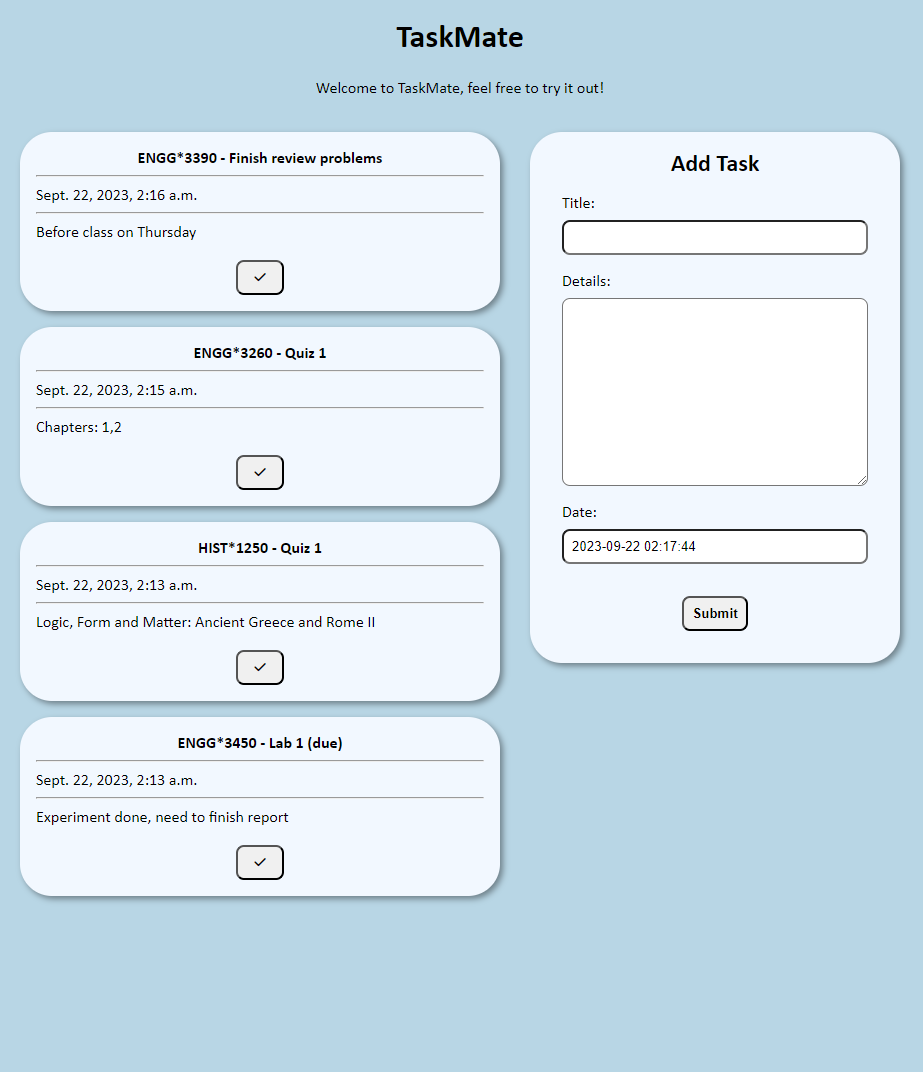 TaskMate
Welcome to TaskMate, feel free to try it out!
ENGG*3390 - Finish review problems
Sept. 22, 2023, 2:16 a.m.
Before class on Thursday
✓
ENGG*3260 - Quiz 1
Sept. 22, 2023, 2:15 a.m.
Chapters: 1,2
✓
HIST*1250 - Quiz 1
Sept. 22, 2023, 2:13 a.m.
Logic, Form and Matter: Ancient Greece and Rome II
✓
ENGG*3450 - Lab 1 (due)
Sept. 22, 2023, 2:13 a.m.
Experiment done, need to finish report
✓
Add Task
Title:
Details:
Date:
2023-09-22 02:17:44
Submit